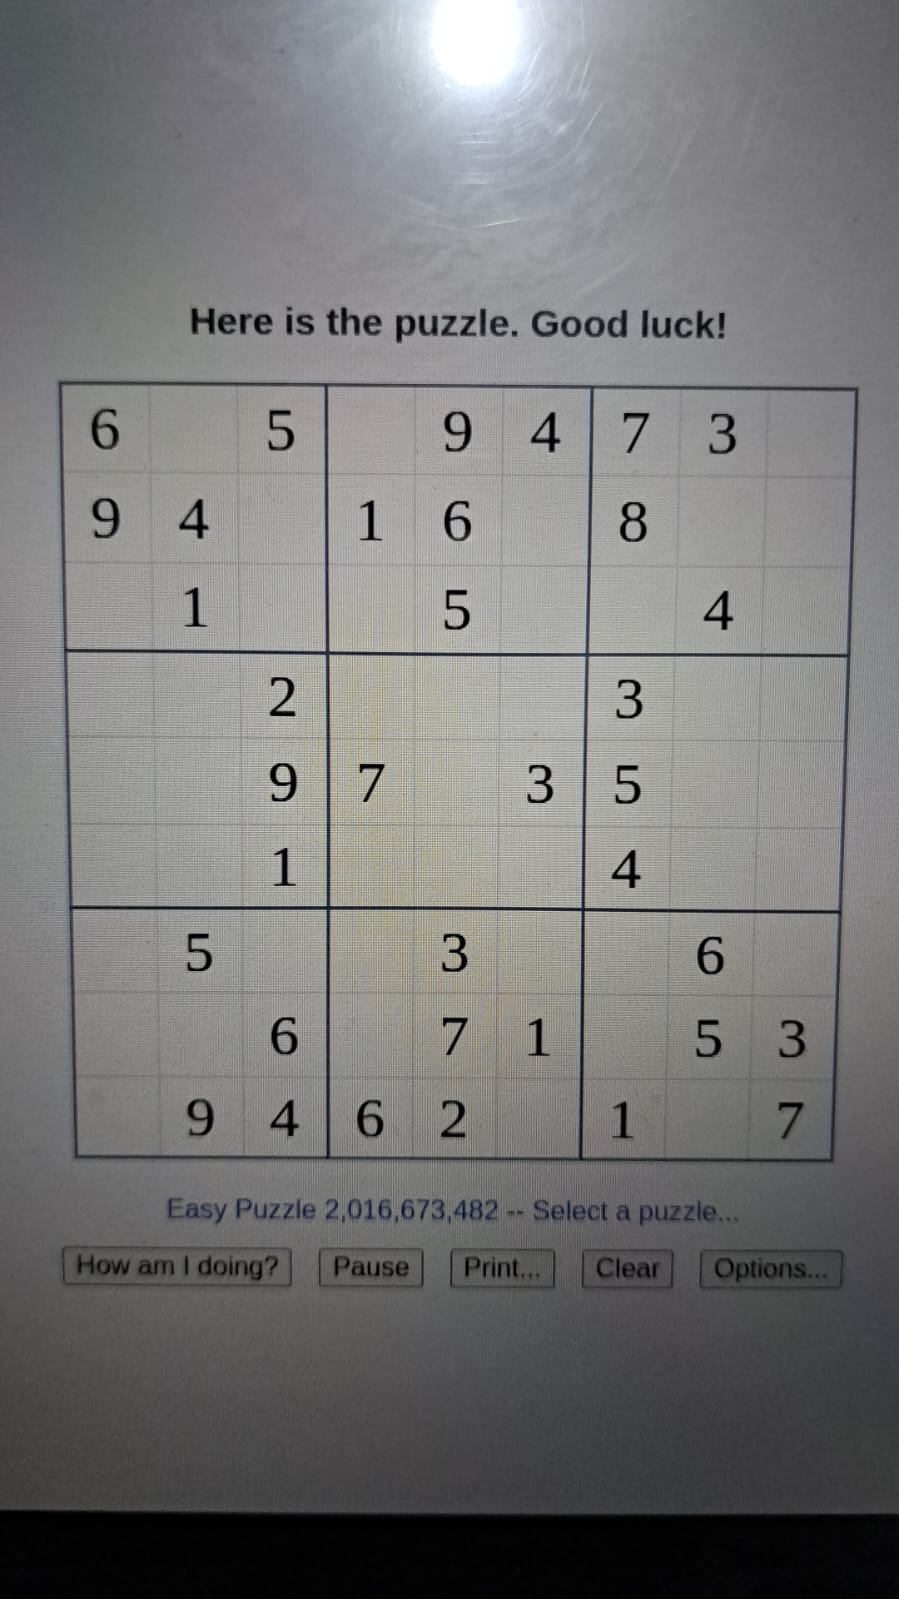 Here is the puzzle. Good luck!
6 5 9 4 7 3
9 4 1 6 8
1 5 4
2 3
9 7 3 5
1 4
5 3 6
6 7 1 5 3
9 4 6 2 1 7
Easy Puzzle 2,016,673,482 -- Select a puzzle...
How am I doing? Pause Print... Clear Options...